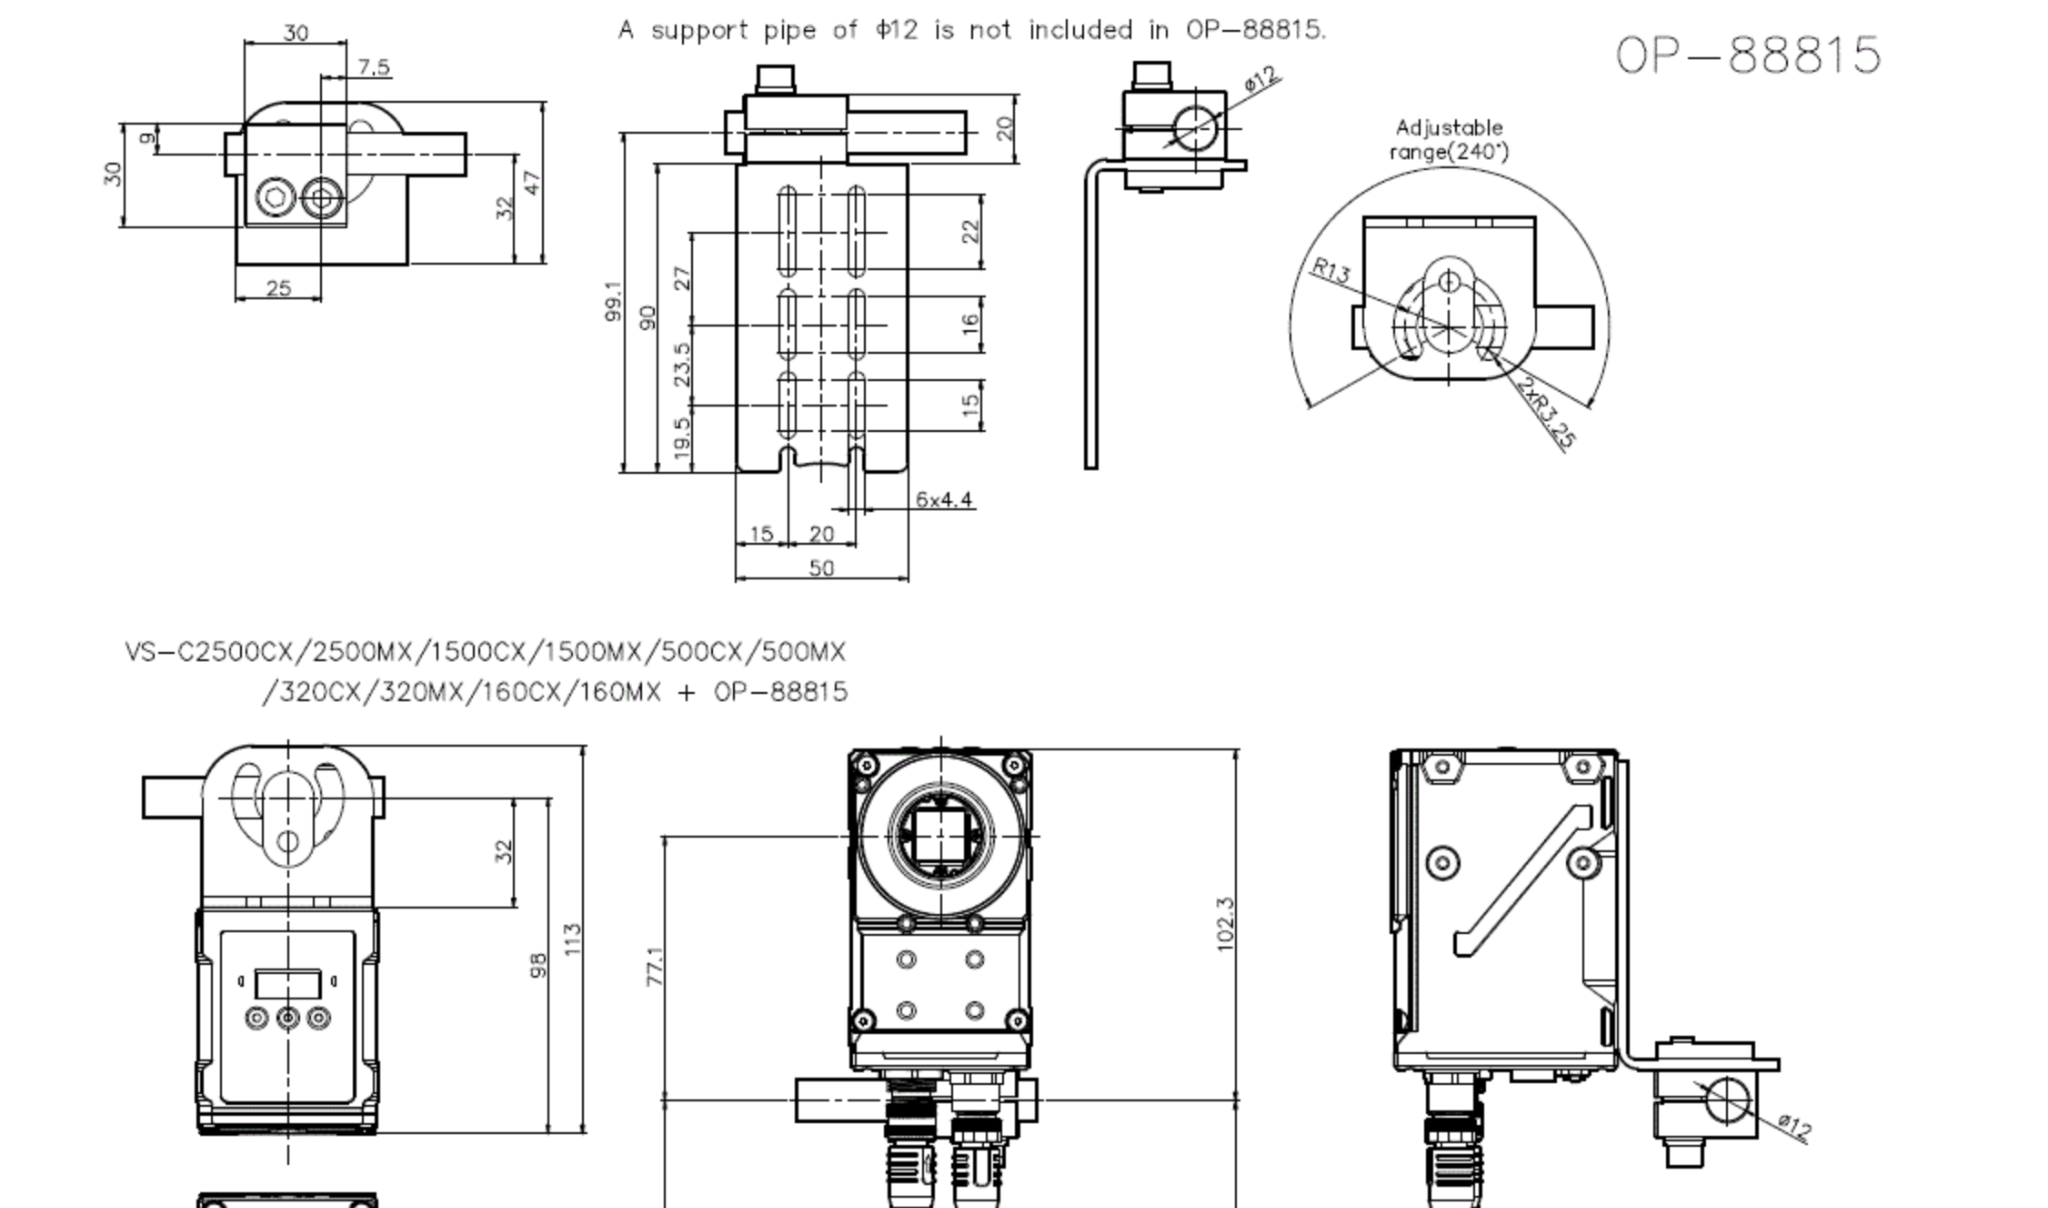 A support pipe of Φ12 is not included in OP-88815.
OP-88815
30
7.5
9
30
47
32
25
20
99.1
90
27
23.5
19.5
22
16
15
6x4.4
15
20
50
ø12
Adjustable
range(240°)
R13
2xR3.25
VS-C2500CX/2500MX/1500CX/1500MX/500CX/500MX
/320CX/320MX/160CX/160MX + OP-88815
32
98
113
77.1
102.3
ø12